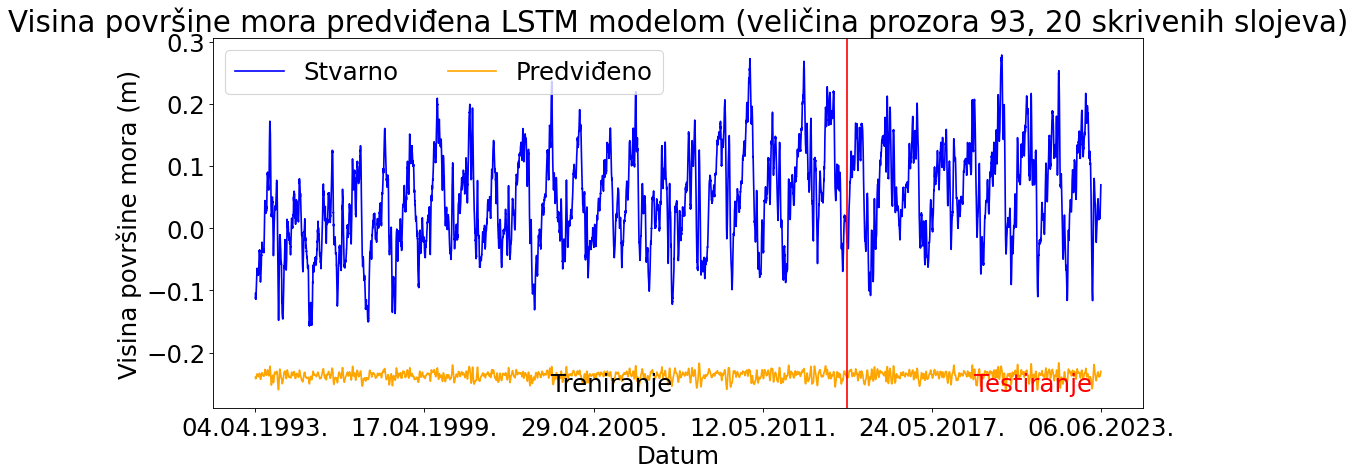 Visina površine mora predviđena LSTM modelom (veličina prozora 93, 20 skrivenih slojeva)
Stvarno
Predviđeno
Visina površine mora (m)
0.3
0.2
0.1
0.0
−0.1
−0.2
Treniranje
Testiranje
04.04.1993.
17.04.1999.
29.04.2005.
12.05.2011.
24.05.2017.
06.06.2023.
Datum